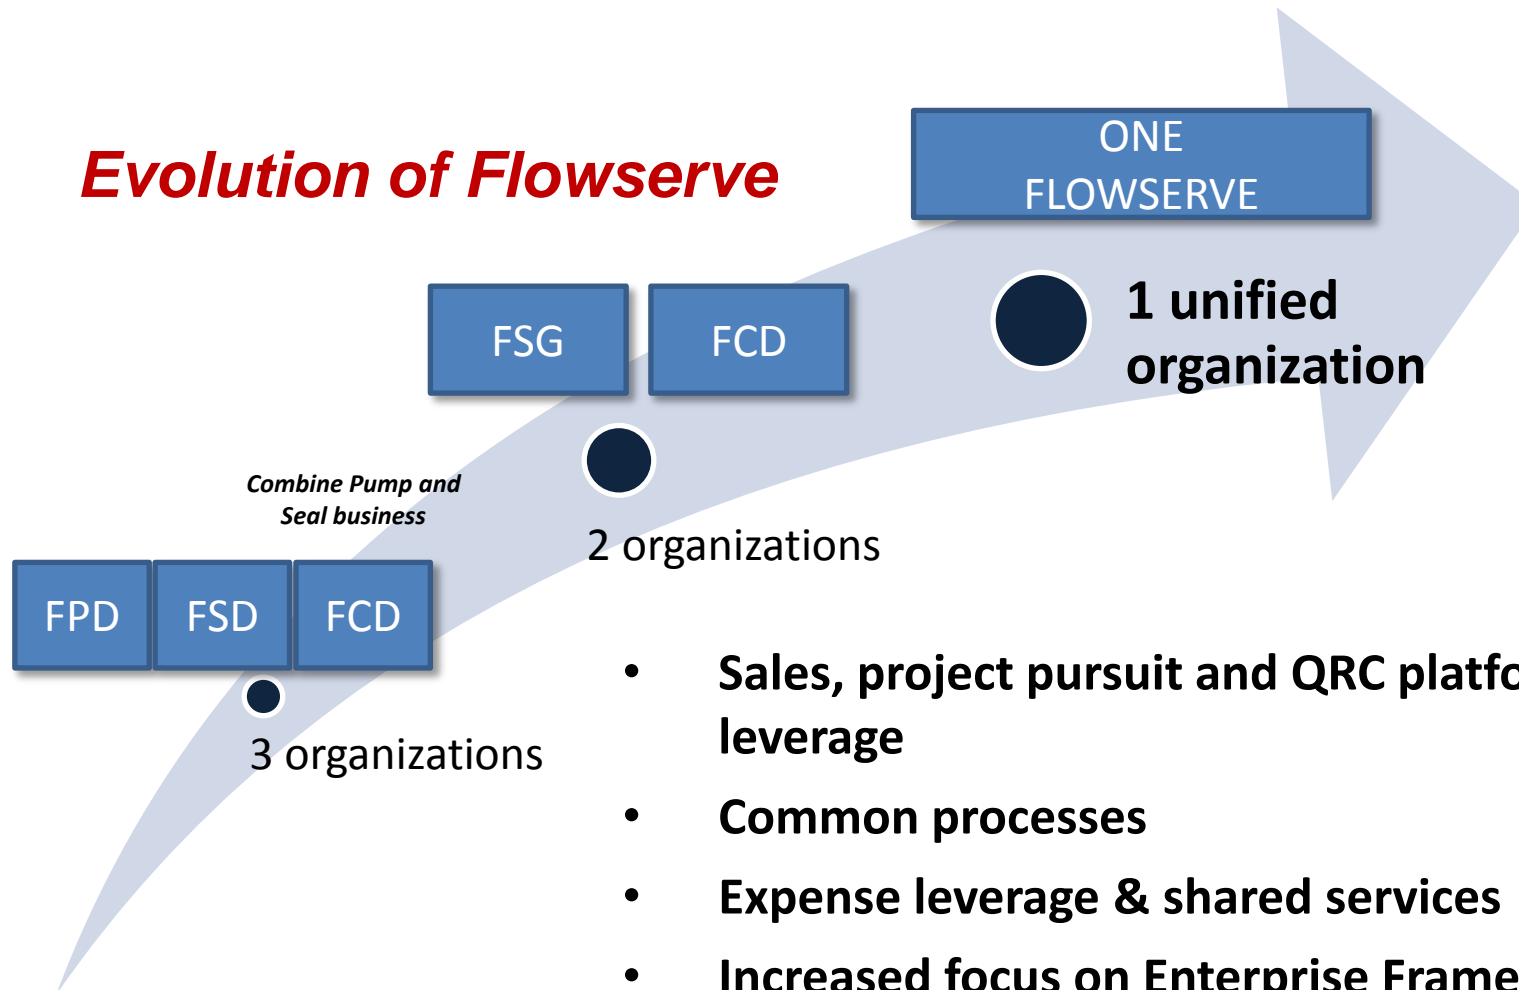 Evolution of Flowserve
ONE
FLOWSERVE
1 unified
organization
FSG
FCD
2 organizations
Combine Pump and
Seal business
FPD
FSD
FCD
3 organizations
• Sales, project pursuit and QRC platfo
leverage
• Common processes
• Expense leverage & shared services
• Increased focus on Enterprise Frame